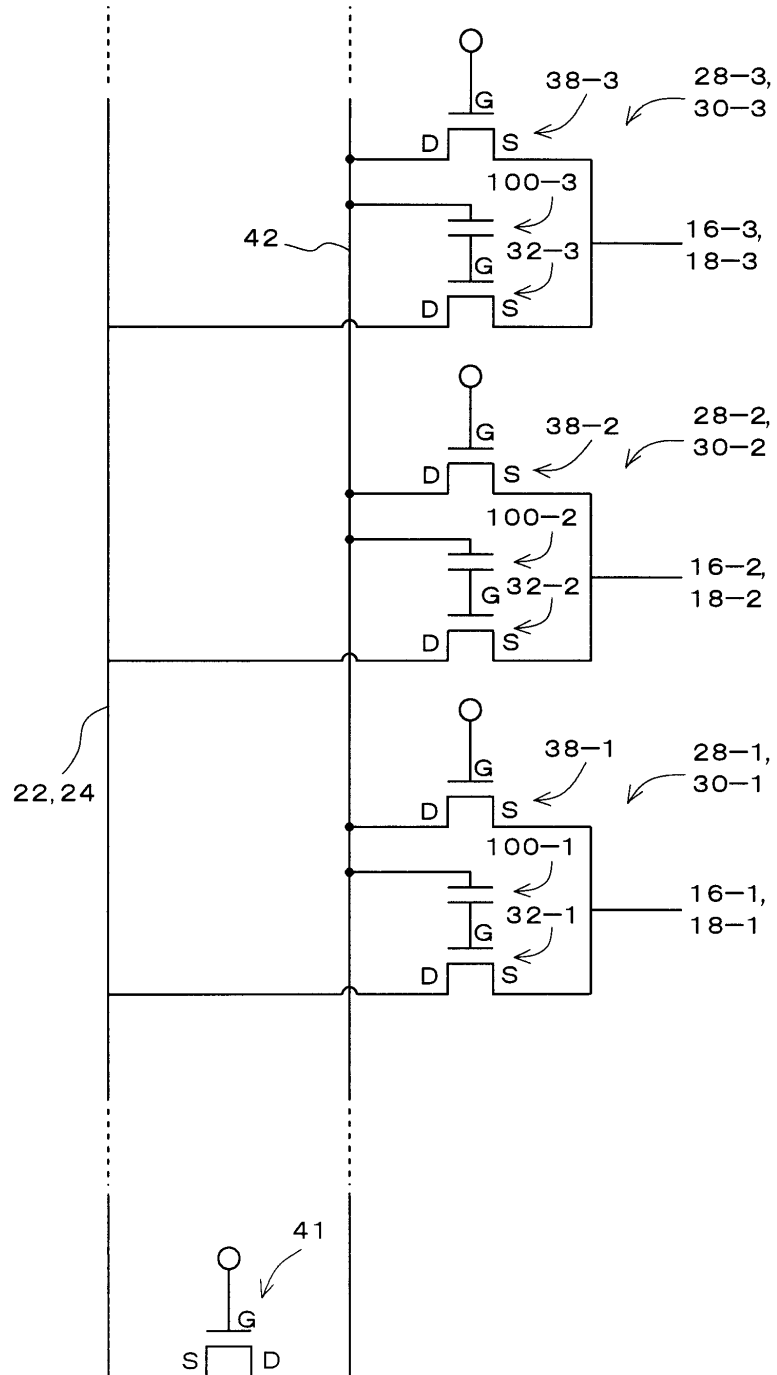 38-3
28-3,
30-3
G
D
S
100-3
16-3,
18-3
42
32-3
G
D
S
38-2
28-2,
30-2
G
D
S
100-2
16-2,
18-2
32-2
G
D
S
38-1
28-1,
30-1
22,24
G
D
S
100-1
16-1,
18-1
32-1
G
D
S
41
G
S
D